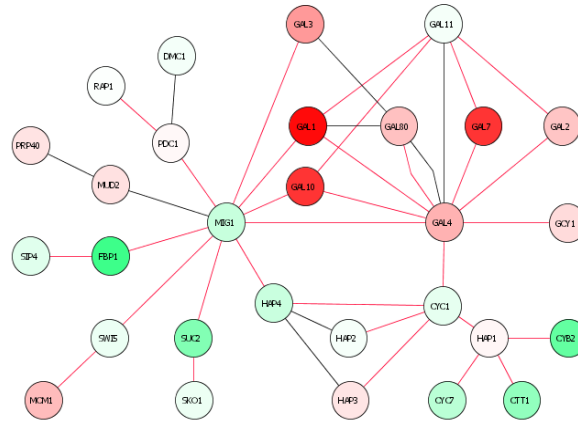 GAL3
GAL11
DMC1
RAP1
GAL1
GAL80
GAL7
GAL2
PRP40
PDC1
MUD2
GAL10
MIG1
GAL4
GCY1
SIP4
FBP1
HAP4
CYC1
SWI5
SUC2
HAP2
HAP1
CYB2
MCM1
SKO1
HAP3
CYC7
CTT1